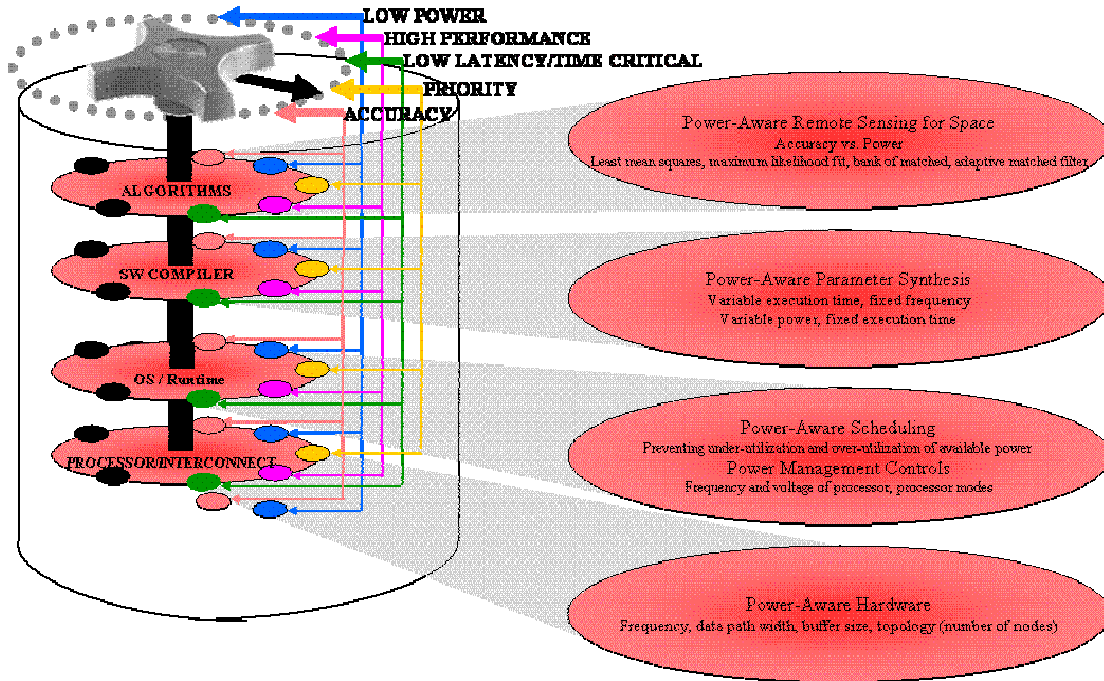 LOW POWER
HIGH PERFORMANCE
LOW LATENCY/TIME CRITICAL
PRIORITY
ACCURACY
ALGORITHMS
SW COMPILER
OS / Runtime
PROCESSOR/INTERCONNECT
Power-Aware Remote Sensing for Space
Accuracy vs. Power
Least mean squares, maximum likelihood fit, bank of matched, adaptive matched filter
Power-Aware Parameter Synthesis
Variable execution time, fixed frequency
Variable power, fixed execution time
Power-Aware Scheduling
Preventing under-utilization and over-utilization of available power
Power Management Controls
Frequency and voltage of processor, processor modes
Power-Aware Hardware
Frequency, data path width, buffer size, topology (number of nodes)